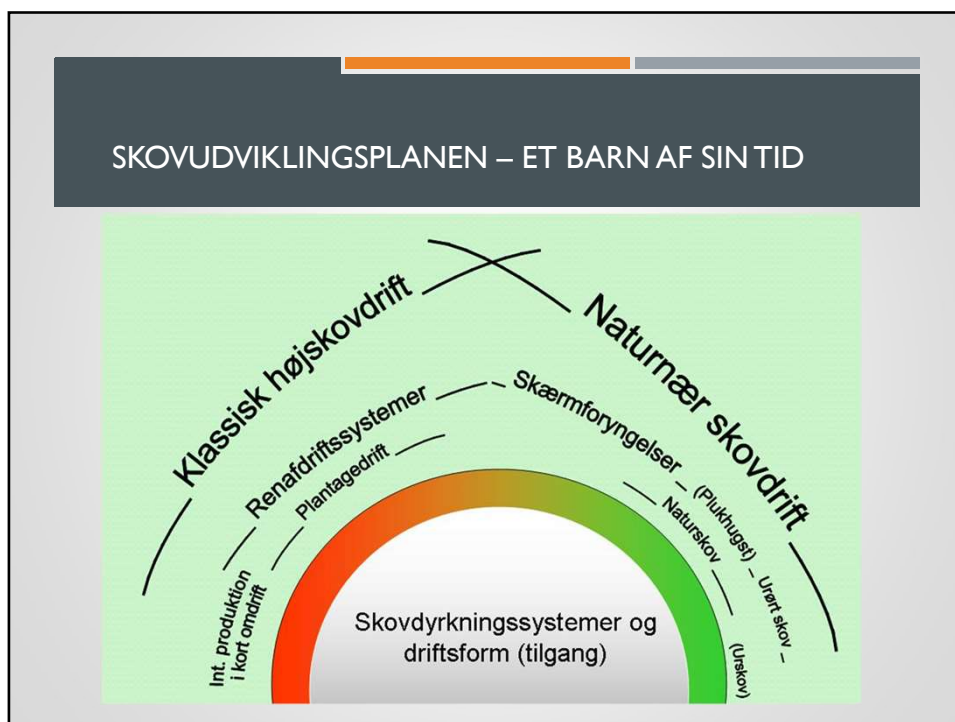 SKOVUDVIKLINGSPLANEN – ET BARN AF SIN TID
Klassisk højskovdrift
Naturnær skovdrift
Renafdriftssystemer
Skærmforyngelser
(Plukhugst)
Urørt skov
Plantagedrift
Naturskov
Int. produktion
i kort omdrift
(Urskov)
Skovdyrkningssystemer og
driftsform (tilgang)